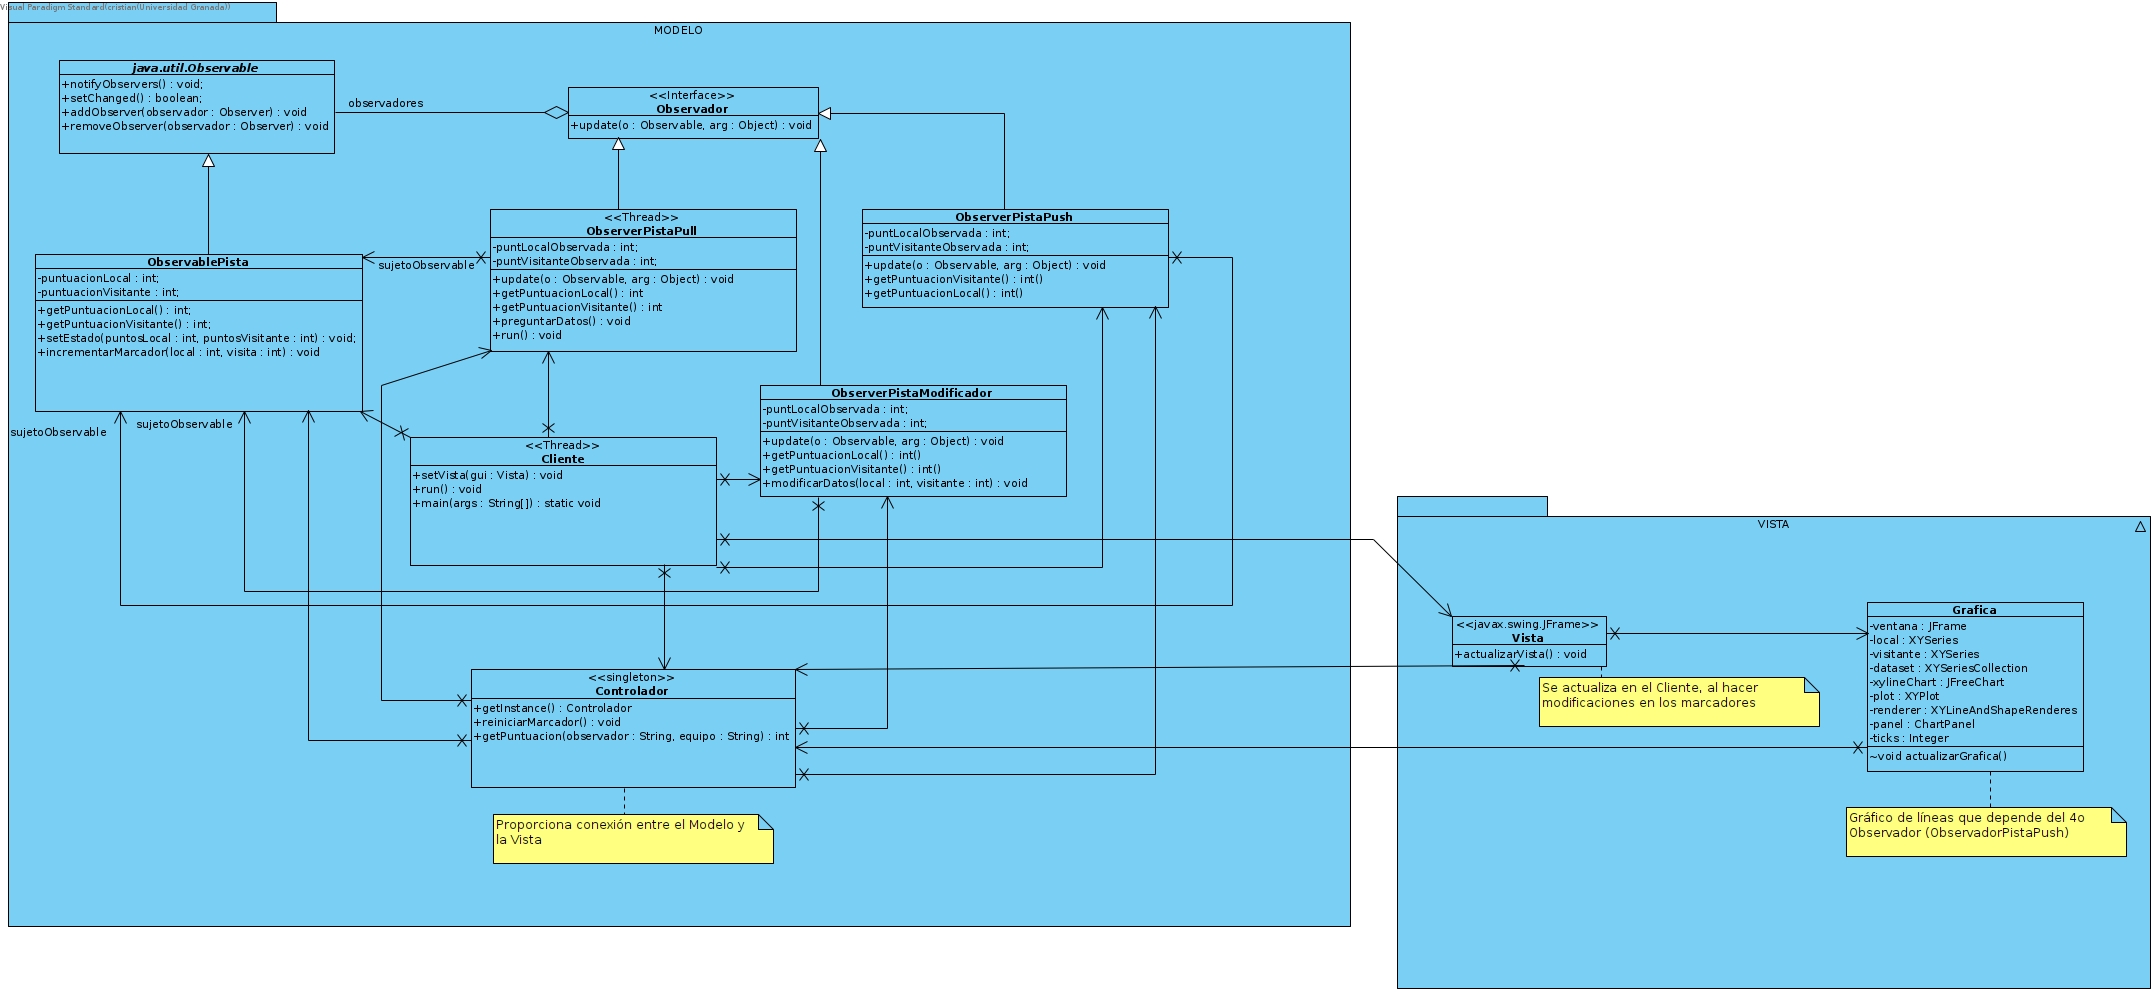 Visual Paradigm Standard(cristian(Universidad Granada))
MODELO
java.util.Observable
+notifyObservers() : void;
+setChanged() : boolean;
+addObserver(observador : Observer) : void
+removeObserver(observador : Observer) : void
observadores
<<Interface>>
Observador
+update(o : Observable, arg : Object) : void
<<Thread>>
ObserverPistaPull
-puntLocalObservada : int;
-puntVisitanteObservada : int;
+update(o : Observable, arg : Object) : void
+getPuntuacionLocal() : int
+getPuntuacionVisitante() : int
+preguntarDatos() : void
+run() : void
ObserverPistaPush
-puntLocalObservada : int;
-puntVisitanteObservada : int;
+update(o : Observable, arg : Object) : void
+getPuntuacionVisitante() : int()
+getPuntuacionLocal() : int()
ObservablePista
-puntuacionLocal : int;
-puntuacionVisitante : int;
+getPuntuacionLocal() : int;
+getPuntuacionVisitante() : int;
+setEstado(puntosLocal : int, puntosVisitante : int) : void;
+incrementarMarcador(local : int, visita : int) : void
sujetoObservable
sujetoObservable
sujetoObservable
ObserverPistaModificador
-puntLocalObservada : int;
-puntVisitanteObservada : int;
+update(o : Observable, arg : Object) : void
+getPuntuacionLocal() : int()
+getPuntuacionVisitante() : int()
+modificarDatos(local : int, visitante : int) : void
<<Thread>>
Cliente
+setVista(gui : Vista) : void
+run() : void
+main(args : String[]) : static void
<<singleton>>
Controlador
+getInstance() : Controlador
+reiniciarMarcador() : void
+getPuntuacion(observador : String, equipo : String) : int
Proporciona conexión entre el Modelo y
la Vista
VISTA
<<javax.swing.JFrame>>
Vista
+actualizarVista() : void
Se actualiza en el Cliente, al hacer
modificaciones en los marcadores
Grafica
-ventana : JFrame
-local : XYSeries
-visitante : XYSeries
-dataset : XYSeriesCollection
-xylineChart : JFreeChart
-plot : XYPlot
-renderer : XYLineAndShapeRenderes
-panel : ChartPanel
-ticks : Integer
~void actualizarGrafica()
Gráfico de líneas que depende del 4o
Observador (ObservadorPistaPush)